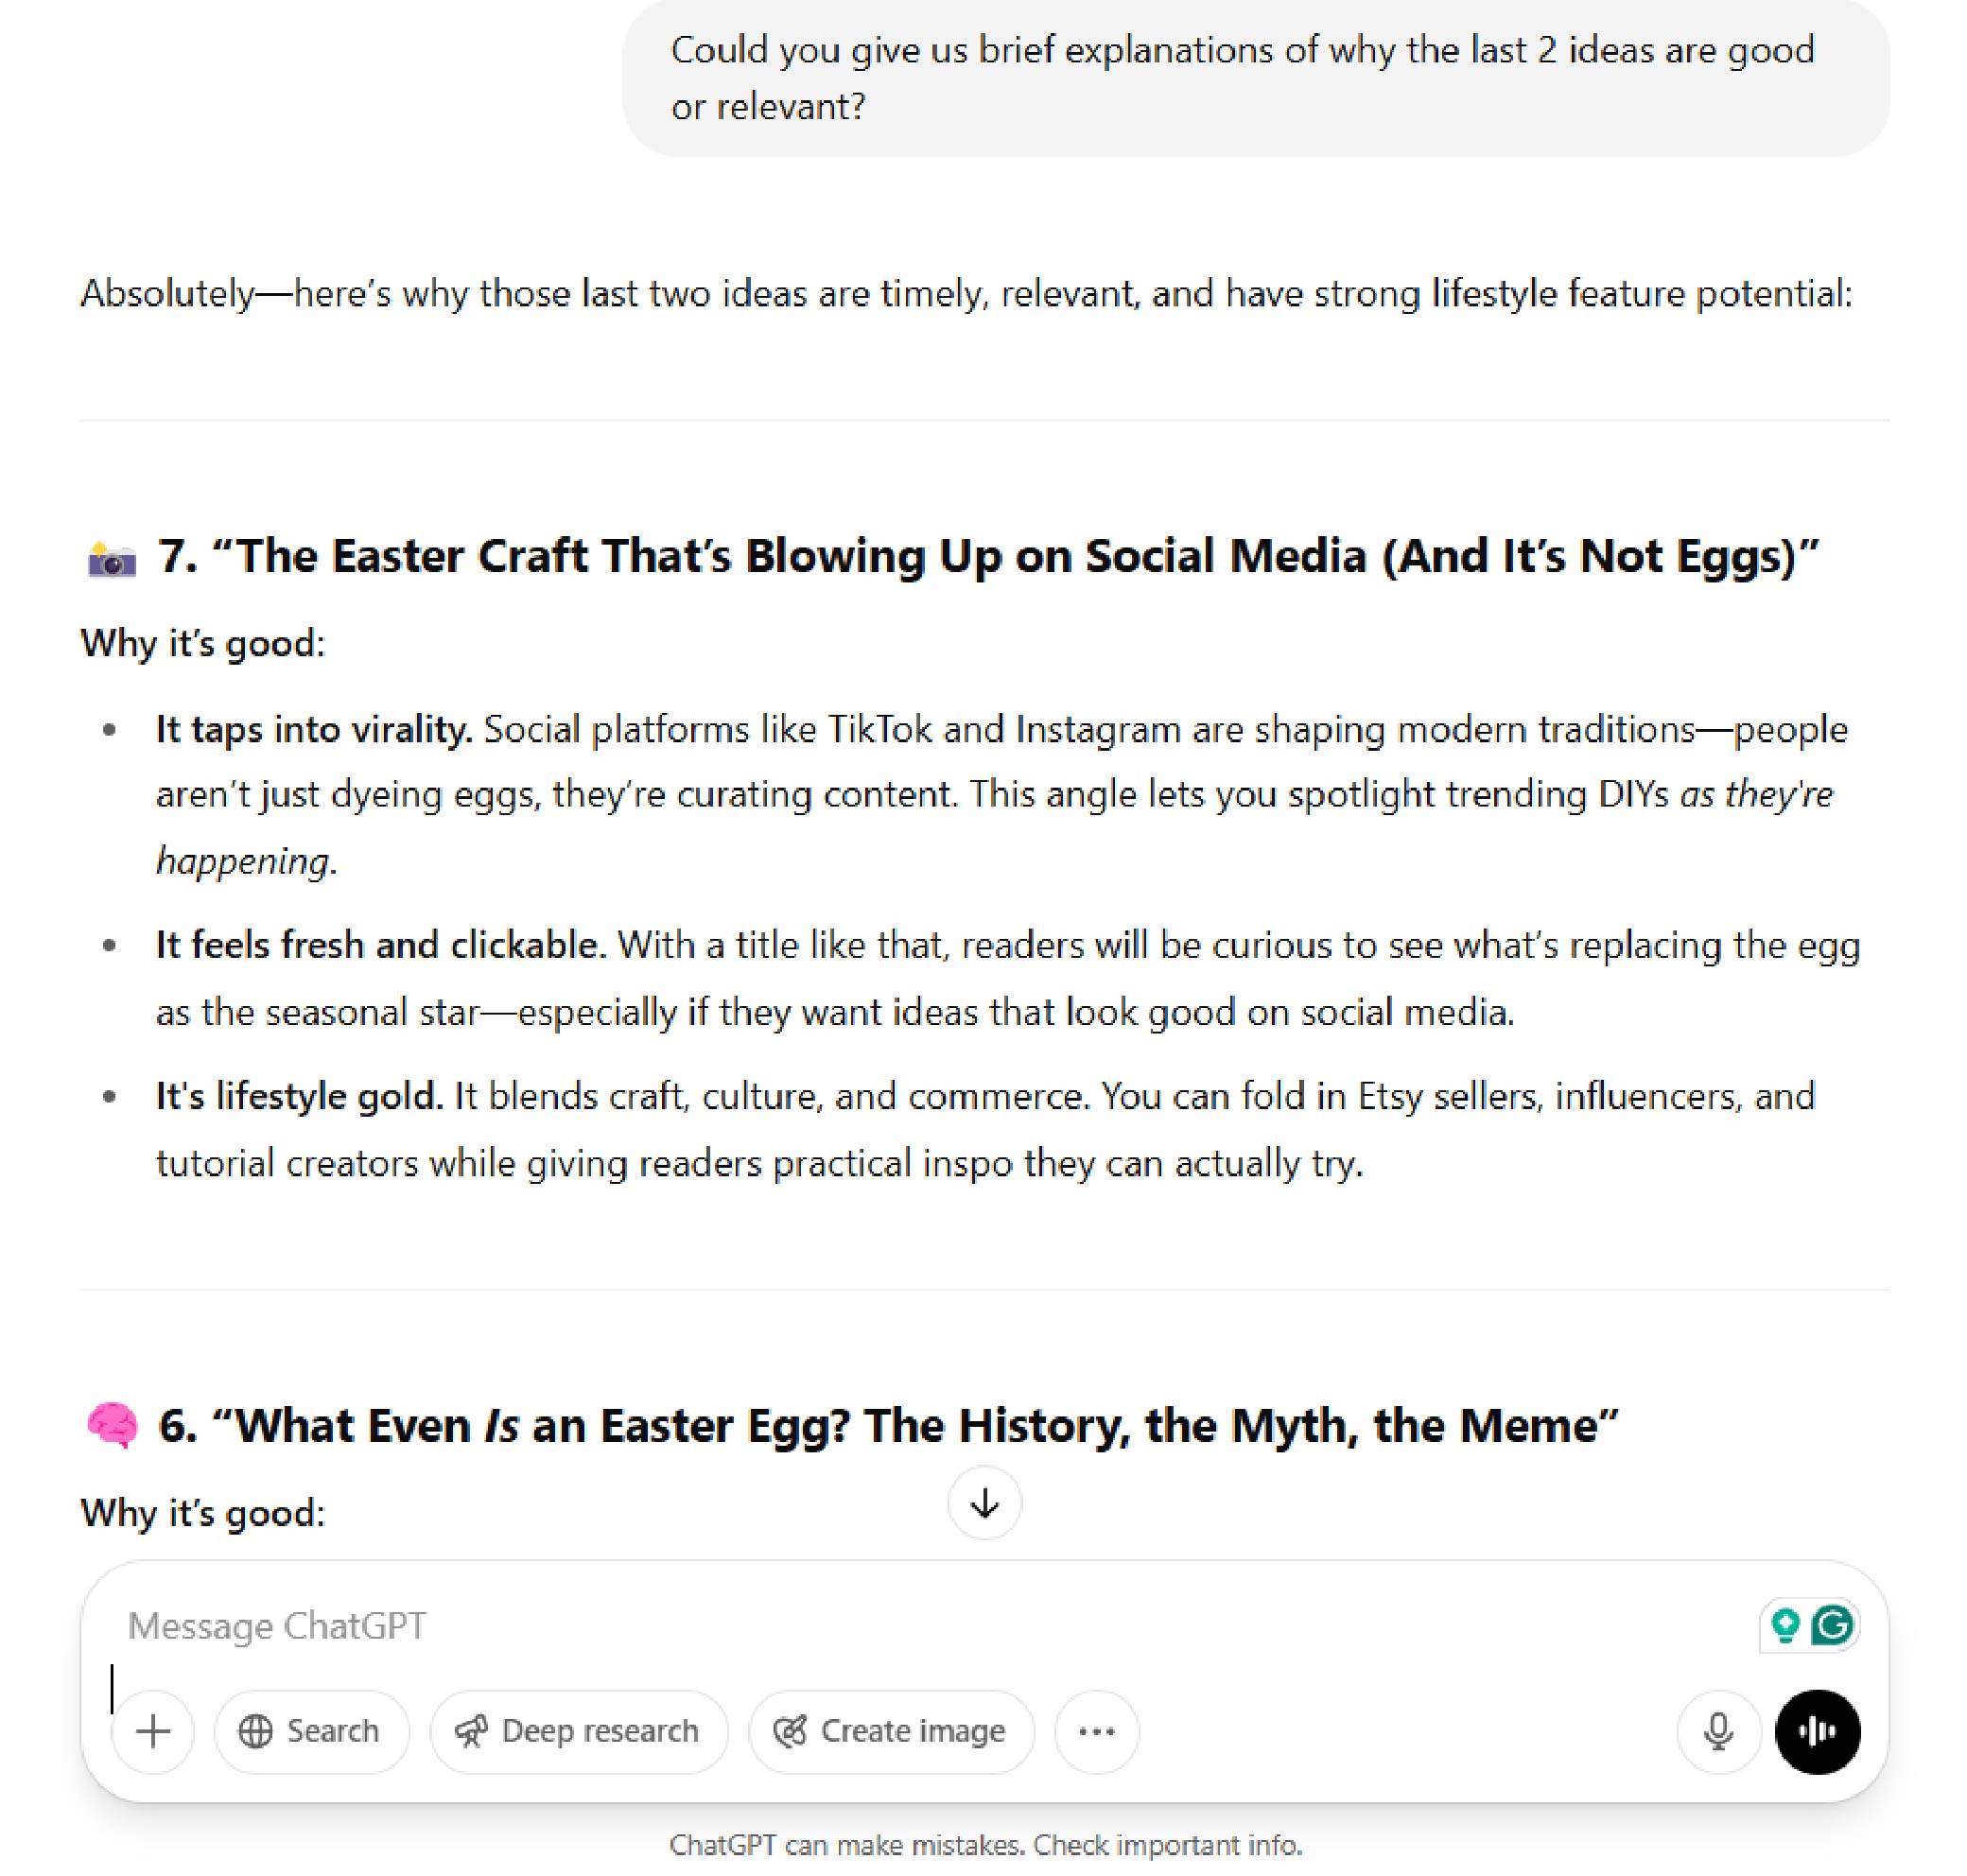 Could you give us brief explanations of why the last 2 ideas are good
or relevant?
Absolutely—here’s why those last two ideas are timely, relevant, and have strong lifestyle feature potential:
7. “The Easter Craft That’s Blowing Up on Social Media (And It’s Not Eggs)”
Why it’s good:
It taps into virality. Social platforms like TikTok and Instagram are shaping modern traditions—people
aren’t just dyeing eggs, they’re curating content. This angle lets you spotlight trending DIYs as they're
happening.
It feels fresh and clickable. With a title like that, readers will be curious to see what’s replacing the egg
as the seasonal star—especially if they want ideas that look good on social media.
It's lifestyle gold. It blends craft, culture, and commerce. You can fold in Etsy sellers, influencers, and
tutorial creators while giving readers practical inspo they can actually try.
6. “What Even Is an Easter Egg? The History, the Myth, the Meme”
Why it’s good:
Message ChatGPT
Search Deep research Create image
ChatGPT can make mistakes. Check important info.